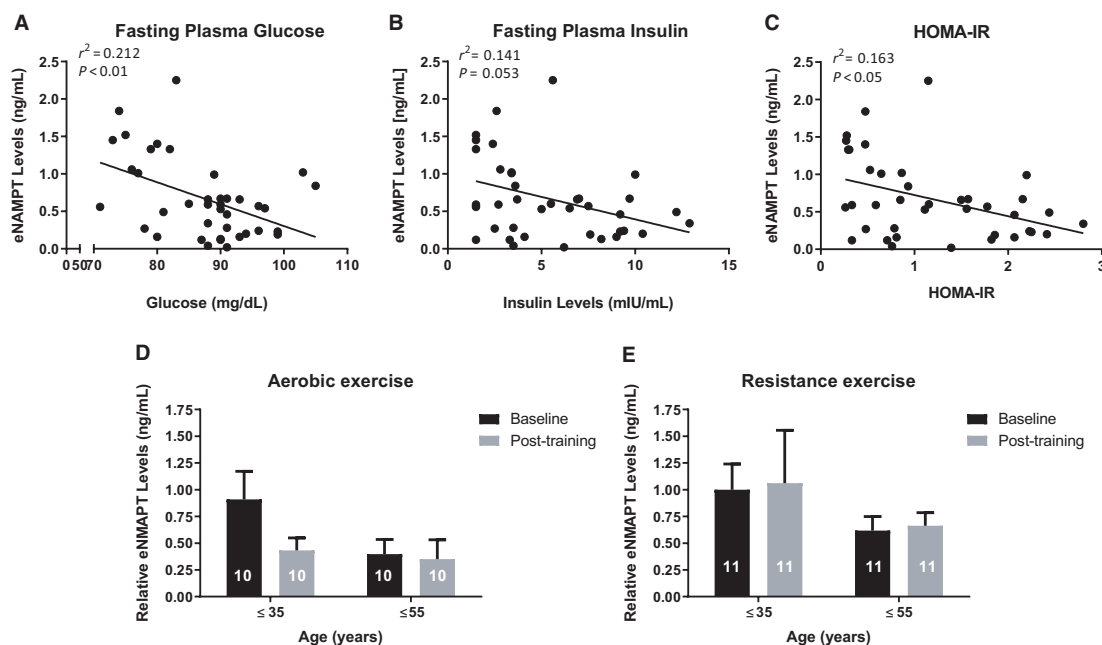 A
Fasting Plasma Glucose
r² = 0.212
P < 0.01
eNAMPT Levels (ng/mL)
2.5
2.0
1.5
1.0
0.5
0.0
0 50 70
80
90
100
110
Glucose (mg/dL)
B
Fasting Plasma Insulin
r² = 0.141
P = 0.053
eNAMPT Levels [ng/mL]
2.5
2.0
1.5
1.0
0.5
0.0
0
5
10
15
Insulin Levels (mIU/mL)
C
HOMA-IR
r² = 0.163
P < 0.05
eNAMPT Levels (ng/mL)
2.5
2.0
1.5
1.0
0.5
0.0
0
1
2
3
HOMA-IR
D
Aerobic exercise
Relative eNMAPT Levels (ng/mL)
1.75
1.50
1.25
1.00
0.75
0.50
0.25
0.00
Baseline
Post-training
10
10
10
10
≤ 35
≤55
Age (years)
E
Resistance exercise
Relative eNMAPT Levels (ng/mL)
1.75
1.50
1.25
1.00
0.75
0.50
0.25
0.00
Baseline
Post-training
11
11
11
11
≤ 35
≤ 55
Age (years)